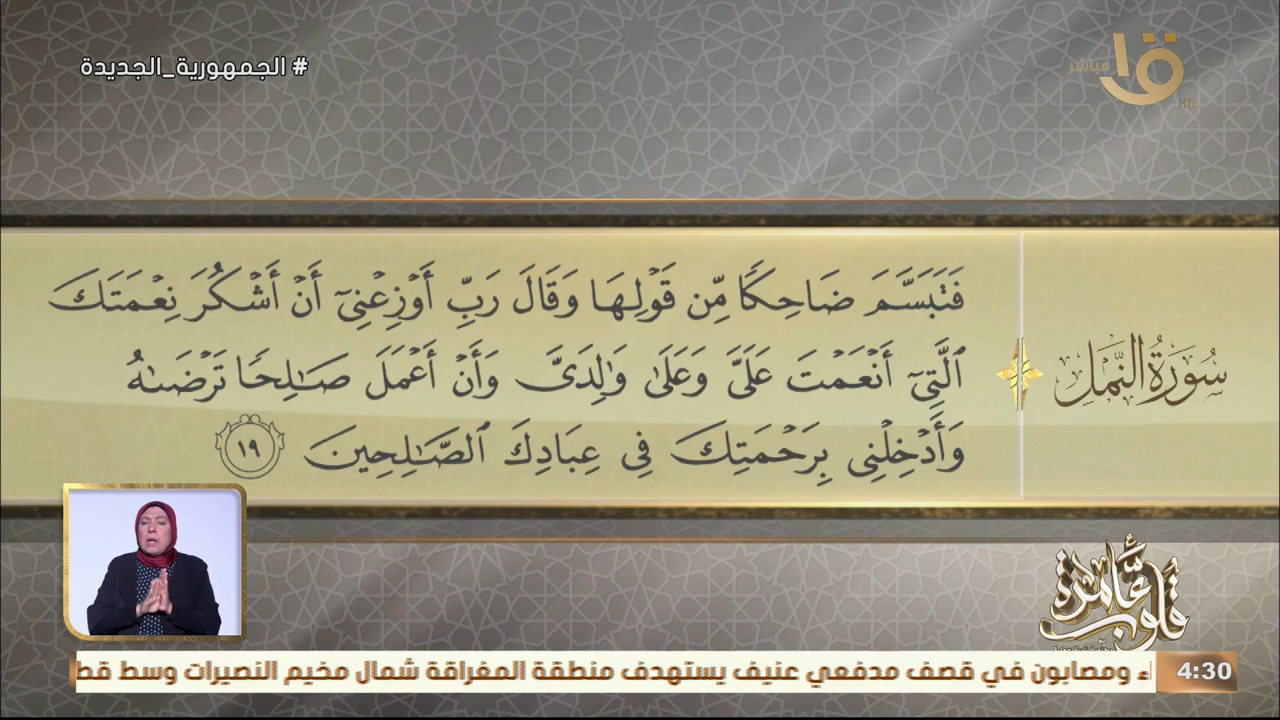 # الجمهورية_الجديدة
مباشر
HD
فَتَبَسَّمَ ضَاحِكًا مِّن قَوْلِهَا وَقَالَ رَبِّ أَوْزِعْنِىٓ أَنْ أَشْكُرَ نِعْمَتَكَ
ٱلَّتِىٓ أَنْعَمْتَ عَلَىَّ وَعَلَىٰ وَٰلِدَىَّ وَأَنْ أَعْمَلَ صَـٰلِحًا تَرْضَىٰهُ
وَأَدْخِلْنِى بِرَحْمَتِكَ فِى عِبَادِكَ ٱلصَّـٰلِحِينَ ١٩
سُورَةُ النَّمْلِ
قلوب عامرة
4:30
ء ومصابون في قصف مدفعي عنيف يستهدف منطقة المغراقة شمال مخيم النصيرات وسط قط